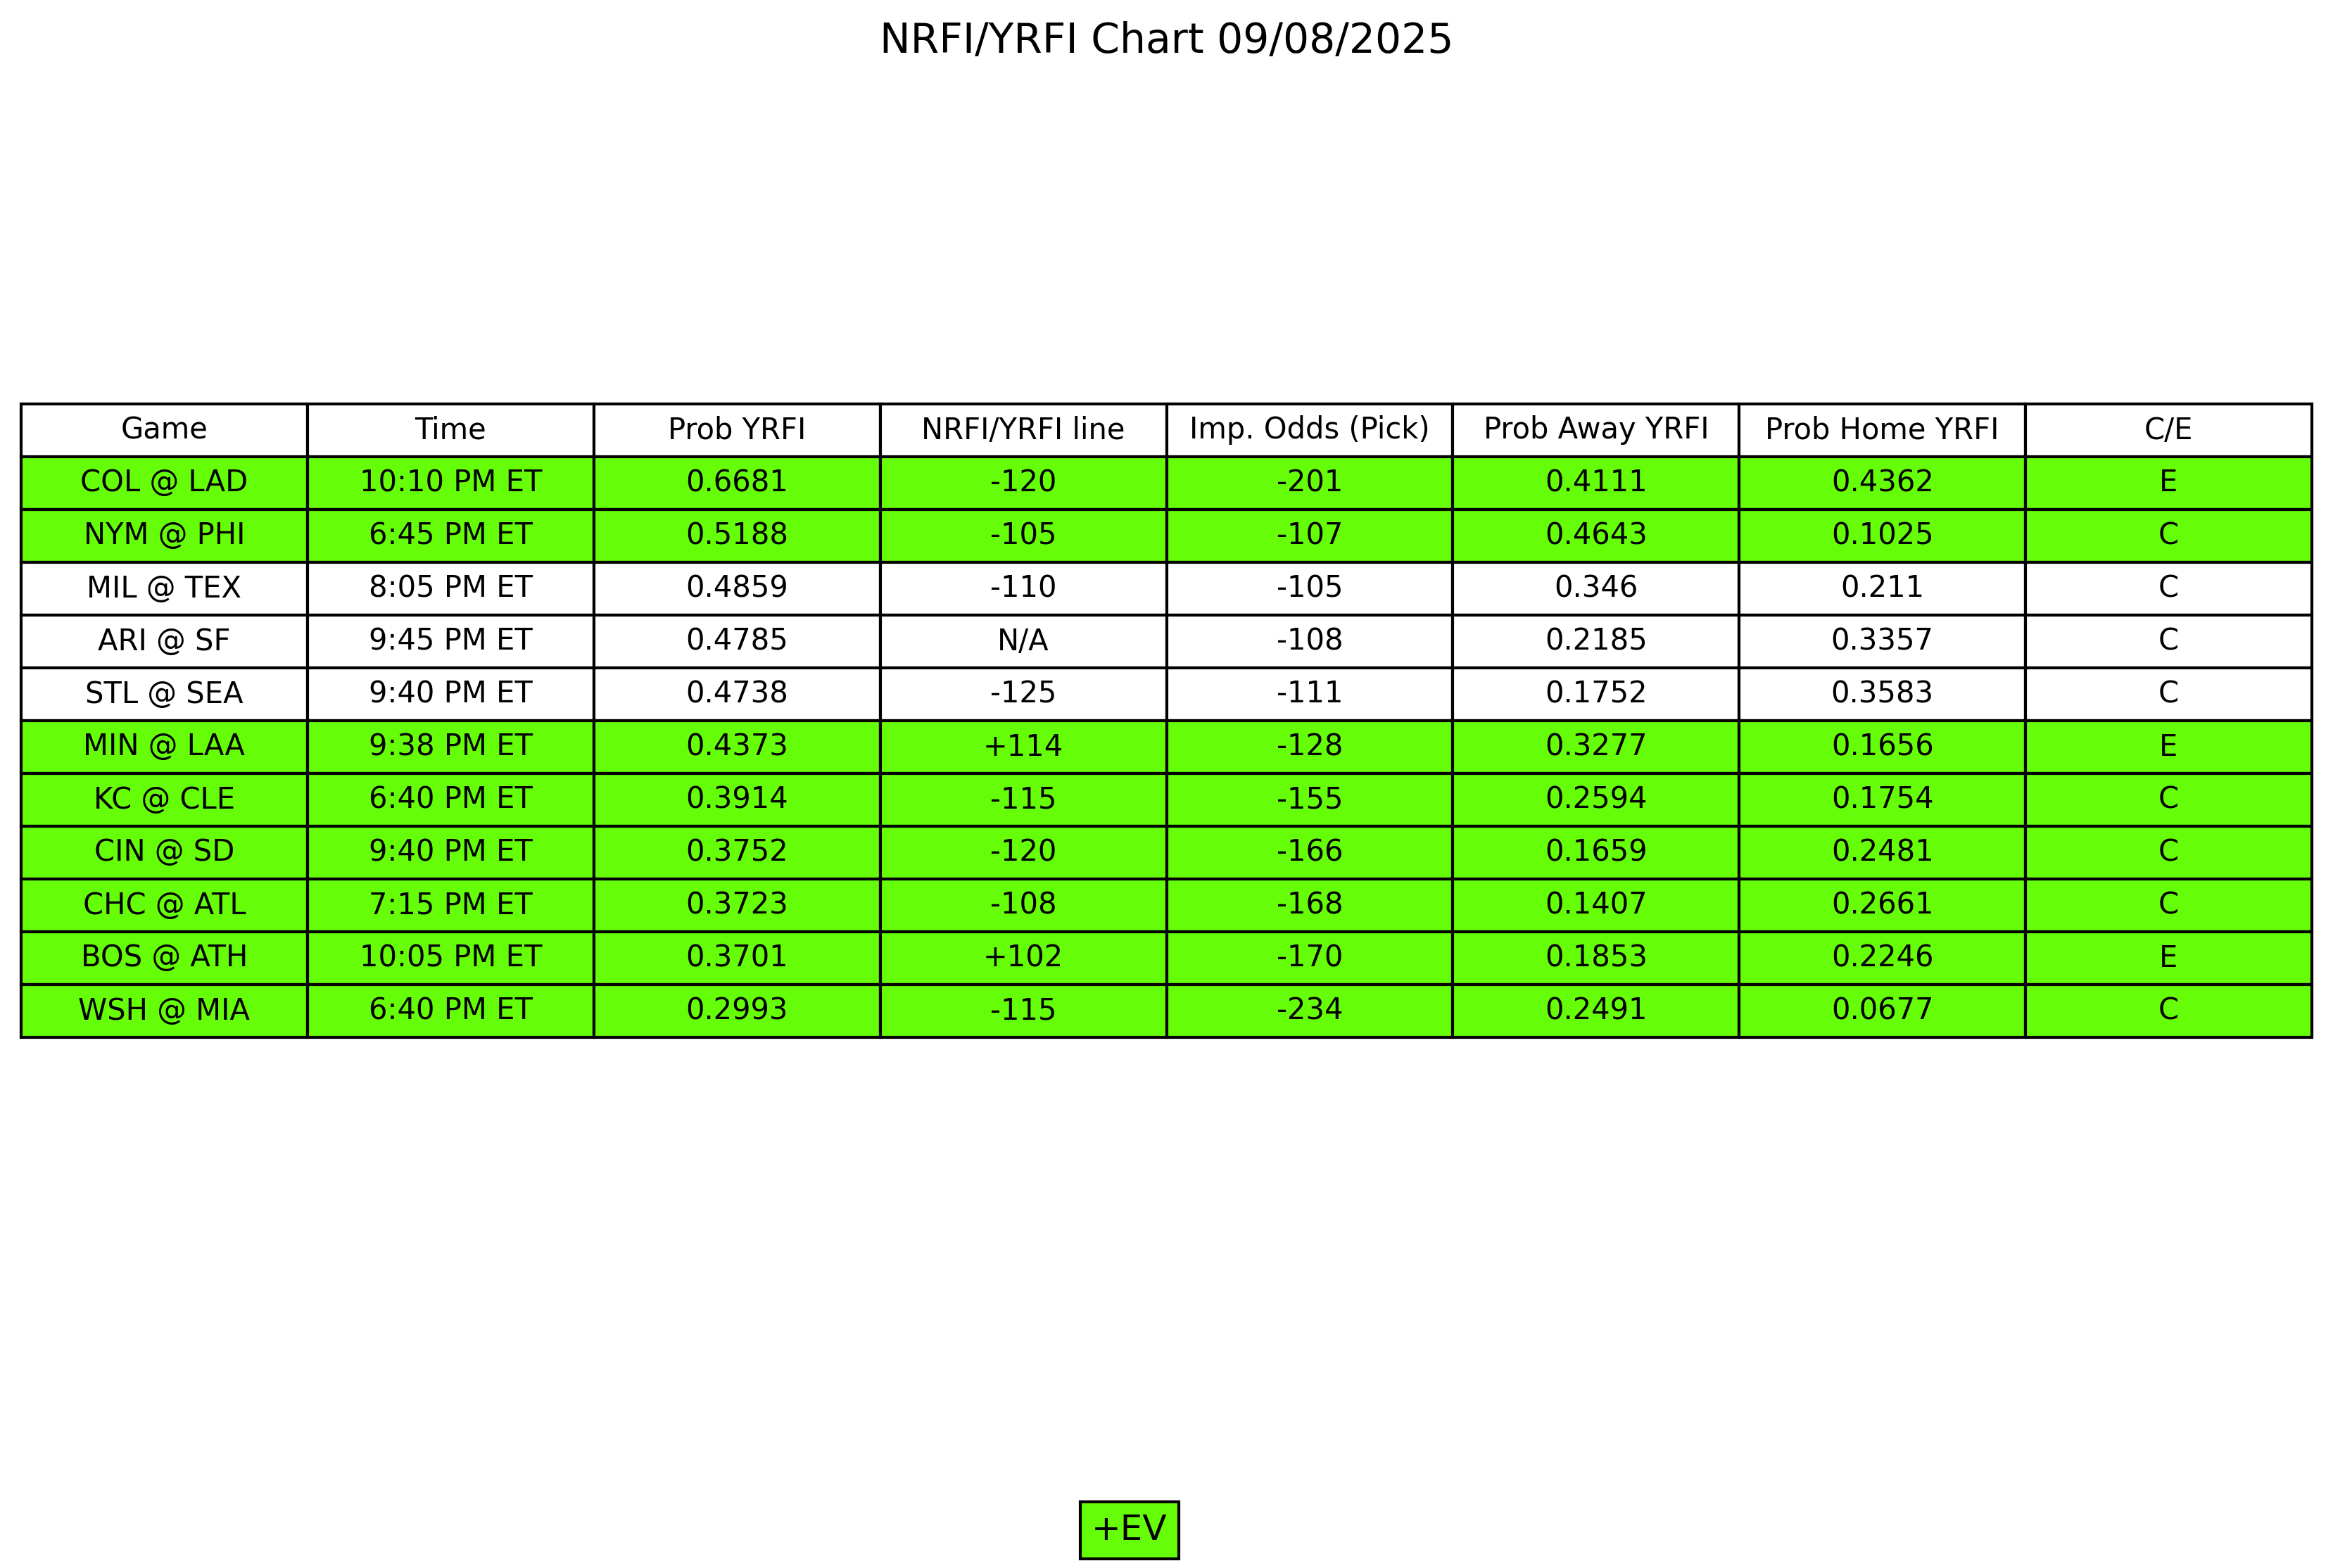 NRFI/YRFI Chart 09/08/2025
Game Time Prob YRFI NRFI/YRFI line Imp. Odds (Pick) Prob Away YRFI Prob Home YRFI C/E
COL @ LAD 10:10 PM ET 0.6681 -120 -201 0.4111 0.4362 E
NYM @ PHI 6:45 PM ET 0.5188 -105 -107 0.4643 0.1025 C
MIL @ TEX 8:05 PM ET 0.4859 -110 -105 0.346 0.211 C
ARI @ SF 9:45 PM ET 0.4785 N/A -108 0.2185 0.3357 C
STL @ SEA 9:40 PM ET 0.4738 -125 -111 0.1752 0.3583 C
MIN @ LAA 9:38 PM ET 0.4373 +114 -128 0.3277 0.1656 E
KC @ CLE 6:40 PM ET 0.3914 -115 -155 0.2594 0.1754 C
CIN @ SD 9:40 PM ET 0.3752 -120 -166 0.1659 0.2481 C
CHC @ ATL 7:15 PM ET 0.3723 -108 -168 0.1407 0.2661 C
BOS @ ATH 10:05 PM ET 0.3701 +102 -170 0.1853 0.2246 E
WSH @ MIA 6:40 PM ET 0.2993 -115 -234 0.2491 0.0677 C
+EV